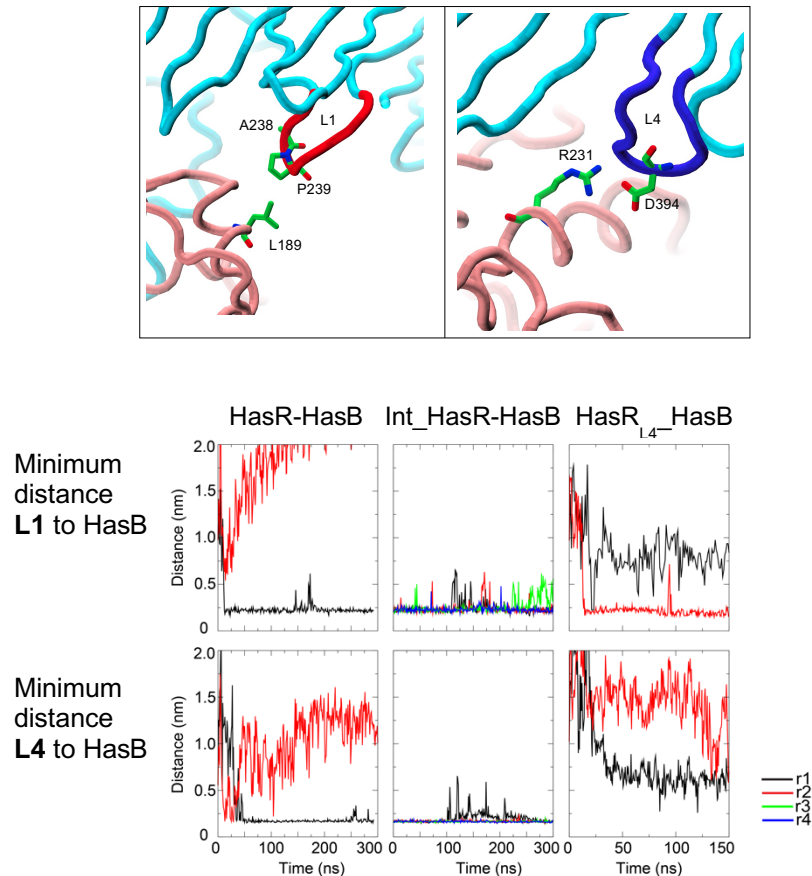 A238
L1
P239
L189
L4
R231
D394
HasR-HasB Int_HasR-HasB HasR_L4_HasB
Minimum
distance
L1 to HasB
Distance (nm)
2.0
1.5
1.0
0.5
0
Minimum
distance
L4 to HasB
Distance (nm)
2.0
1.5
1.0
0.5
0
0 100 200 300 0 100 200 300 0 50 100 150
Time (ns) Time (ns) Time (ns)
r1
r2
r3
r4